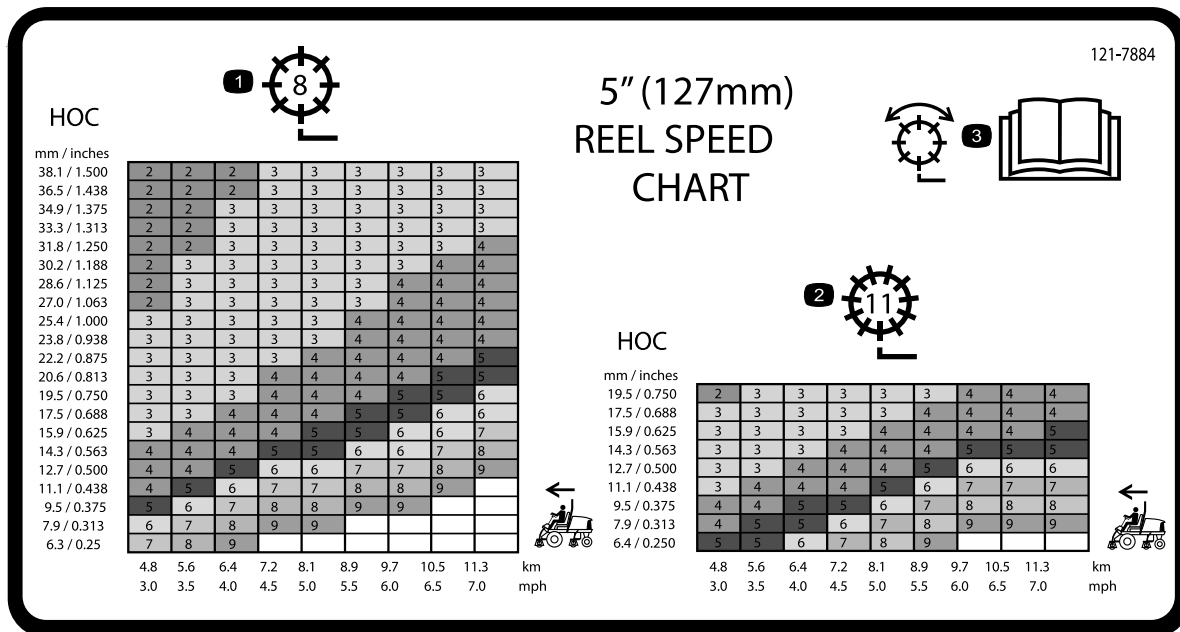 121-7884
1
8
5" (127mm)
REEL SPEED
CHART
3
HOC
mm / inches
38.1 / 1.500 2 2 2 3 3 3 3 3 3
36.5 / 1.438 2 2 2 3 3 3 3 3 3
34.9 / 1.375 2 2 3 3 3 3 3 3 3
33.3 / 1.313 2 2 3 3 3 3 3 3 3
31.8 / 1.250 2 2 3 3 3 3 3 3 4
30.2 / 1.188 2 3 3 3 3 3 3 4 4
28.6 / 1.125 2 3 3 3 3 3 4 4 4
27.0 / 1.063 2 3 3 3 3 3 4 4 4
25.4 / 1.000 3 3 3 3 3 4 4 4 4
23.8 / 0.938 3 3 3 3 3 4 4 4 4
22.2 / 0.875 3 3 3 3 4 4 4 4 5
20.6 / 0.813 3 3 3 4 4 4 4 5 5
19.5 / 0.750 3 3 3 4 4 4 5 5 6
17.5 / 0.688 3 3 4 4 4 5 5 6 6
15.9 / 0.625 3 4 4 4 5 5 6 6 7
14.3 / 0.563 4 4 4 5 5 6 6 7 8
12.7 / 0.500 4 4 5 6 6 7 7 8 9
11.1 / 0.438 4 5 6 7 7 8 8 9
9.5 / 0.375 5 6 7 8 8 9 9
7.9 / 0.313 6 7 8 9 9
6.3 / 0.25 7 8 9
4.8 5.6 6.4 7.2 8.1 8.9 9.7 10.5 11.3 km
3.0 3.5 4.0 4.5 5.0 5.5 6.0 6.5 7.0 mph
2
11
HOC
mm / inches
19.5 / 0.750 2 3 3 3 3 3 4 4 4
17.5 / 0.688 3 3 3 3 3 4 4 4 4
15.9 / 0.625 3 3 3 3 4 4 4 4 5
14.3 / 0.563 3 3 3 4 4 4 5 5 5
12.7 / 0.500 3 3 4 4 4 5 6 6 6
11.1 / 0.438 3 4 4 4 5 6 7 7 7
9.5 / 0.375 4 4 5 5 6 7 8 8 8
7.9 / 0.313 4 5 5 6 7 8 9 9 9
6.4 / 0.250 5 5 6 7 8 9
4.8 5.6 6.4 7.2 8.1 8.9 9.7 10.5 11.3 km
3.0 3.5 4.0 4.5 5.0 5.5 6.0 6.5 7.0 mph